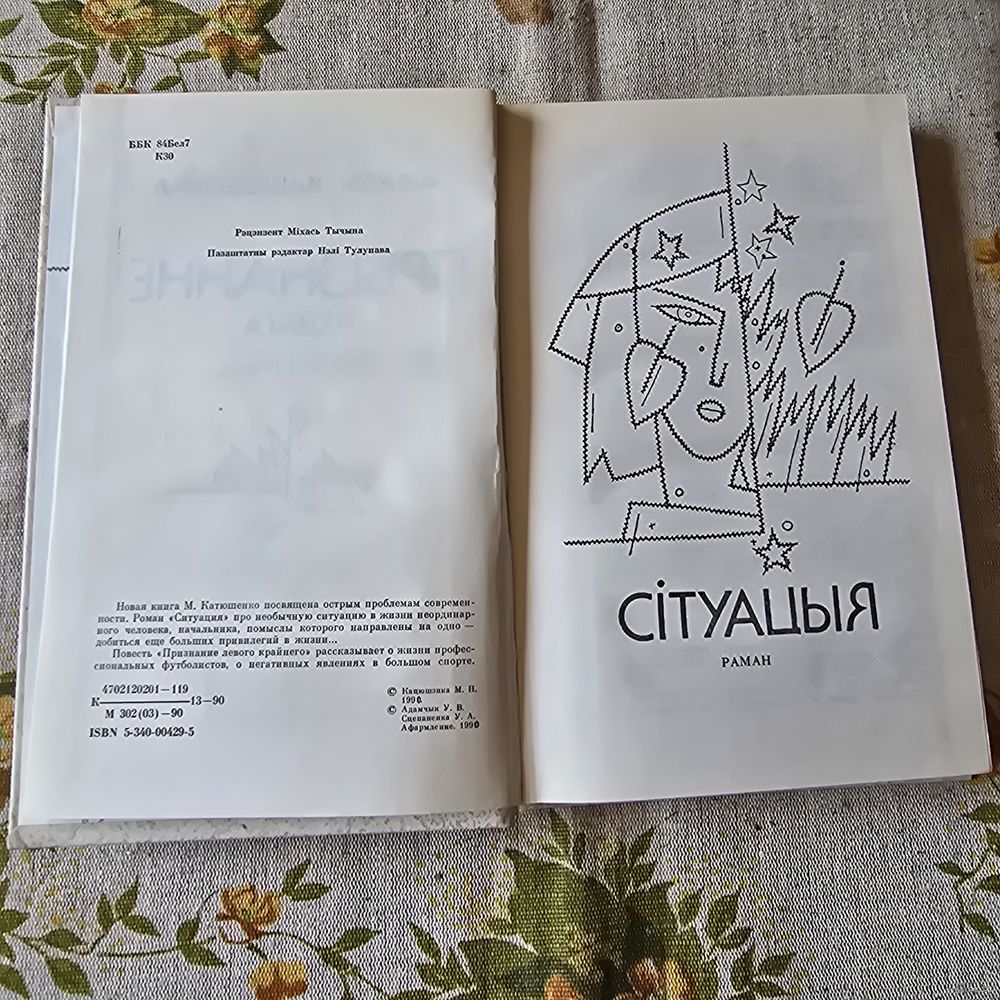 ББК 84Бел7
К30
Рэцэнзент Міхась Тычына
Пазаштатны рэдактар Нэлі Тулупава
Новая книга М. Катюшенко посвящена острым проблемам современ-
ности. Роман «Ситуация» про необычную ситуацию в жизни неординар-
ного человека, начальника, помыслы которого направлены на одно —
добиться еще больших привилегий в жизни...
Повесть «Признание левого крайнего» рассказывает о жизни профес-
сиональных футболистов, о негативных явлениях в большом спорте.
4702120201—119
К 13—90
М 302(03)—90
ISBN 5-340-00429-5
© Кацюшэнка М. П.
1990
© Адамчык У. В.
Сцепаненка У. А.
Афармленне. 1990
СіТУАЦЫЯ
РАМАН